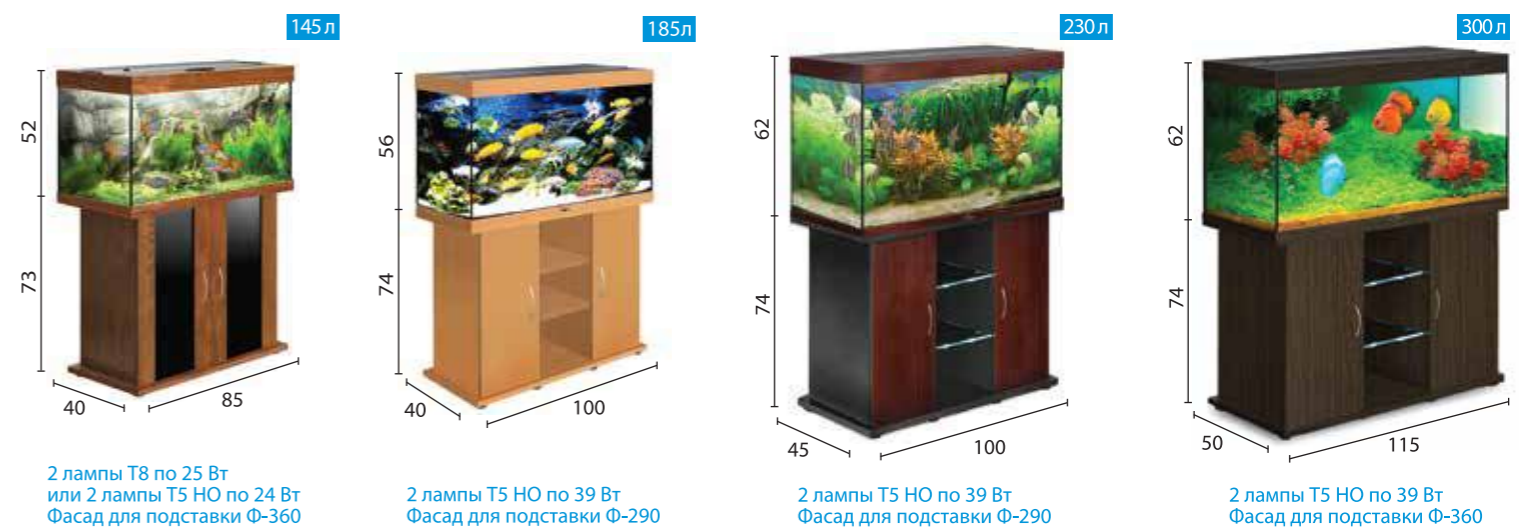 145 л
52
73
40
85
2 лампы Т8 по 25 Вт
или 2 лампы Т5 НО по 24 Вт
Фасад для подставки Ф-360
185л
56
74
40
100
2 лампы Т5 НО по 39 Вт
Фасад для подставки Ф-290
230 л
62
74
45
100
2 лампы Т5 НО по 39 Вт
Фасад для подставки Ф-290
300 л
62
74
50
115
2 лампы Т5 НО по 39 Вт
Фасад для подставки Ф-360